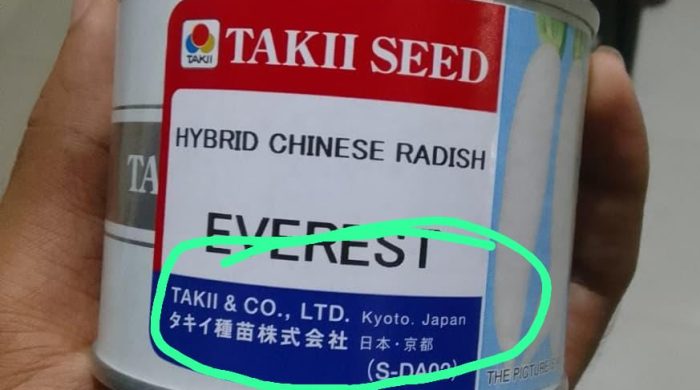 TAKII
TAKII SEED
HYBRID CHINESE RADISH
TA
EVEREST
TAKII & CO., LTD. Kyoto. Japan
タキイ種苗株式会社 日本・京都
THE PICTURE